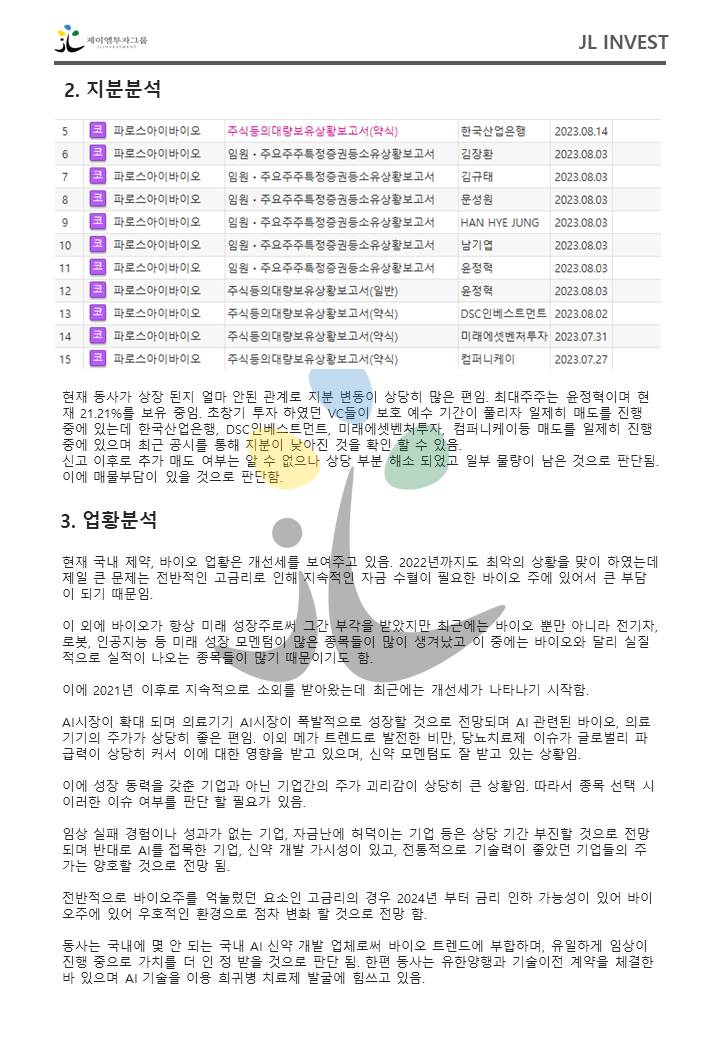 제이엘투자그룹
JLINVESTMENT
JL INVEST
2. 지분분석
5 코 파로스아이바이오 주식등의대량보유상황보고서(약식) 한국산업은행 2023.08.14
6 코 파로스아이바이오 임원ㆍ주요주주특정증권등소유상황보고서 김장환 2023.08.03
7 코 파로스아이바이오 임원ㆍ주요주주특정증권등소유상황보고서 김규태 2023.08.03
8 코 파로스아이바이오 임원ㆍ주요주주특정증권등소유상황보고서 문성원 2023.08.03
9 코 파로스아이바이오 임원ㆍ주요주주특정증권등소유상황보고서 HAN HYE JUNG 2023.08.03
10 코 파로스아이바이오 임원ㆍ주요주주특정증권등소유상황보고서 남기엽 2023.08.03
11 코 파로스아이바이오 임원ㆍ주요주주특정증권등소유상황보고서 윤정혁 2023.08.03
12 코 파로스아이바이오 주식등의대량보유상황보고서(일반) 윤정혁 2023.08.03
13 코 파로스아이바이오 주식등의대량보유상황보고서(약식) DSC인베스트먼트 2023.08.02
14 코 파로스아이바이오 주식등의대량보유상황보고서(약식) 미래에셋벤처투자 2023.07.31
15 코 파로스아이바이오 주식등의대량보유상황보고서(약식) 컴퍼니케이 2023.07.27
현재 동사가 상장 된지 얼마 안된 관계로 지분 변동이 상당히 많은 편임. 최대주주는 윤정혁이며 현
재 21.21%를 보유 중임. 초창기 투자 하였던 VC들이 보호 예수 기간이 풀리자 일제히 매도를 진행
중에 있는데 한국산업은행, DSC인베스트먼트, 미래에셋벤처투자, 컴퍼니케이등 매도를 일제히 진행
중에 있으며 최근 공시를 통해 지분이 낮아진 것을 확인 할 수 있음.
신고 이후로 추가 매도 여부는 알 수 없으나 상당 부분 해소 되었고 일부 물량이 남은 것으로 판단됨.
이에 매물부담이 있을 것으로 판단함.
3. 업황분석
현재 국내 제약, 바이오 업황은 개선세를 보여주고 있음. 2022년까지도 최악의 상황을 맞이 하였는데
제일 큰 문제는 전반적인 고금리로 인해 지속적인 자금 수혈이 필요한 바이오 주에 있어서 큰 부담
이 되기 때문임.
이 외에 바이오가 항상 미래 성장주로써 그간 부각을 받았지만 최근에는 바이오 뿐만 아니라 전기차,
로봇, 인공지능 등 미래 성장 모멘텀이 많은 종목들이 많이 생겨났고 이 중에는 바이오와 달리 실질
적으로 실적이 나오는 종목들이 많기 때문이기도 함.
이에 2021년 이후로 지속적으로 소외를 받아왔는데 최근에는 개선세가 나타나기 시작함.
AI시장이 확대 되며 의료기기 AI시장이 폭발적으로 성장할 것으로 전망되며 AI 관련된 바이오, 의료
기기의 주가가 상당히 좋은 편임. 이외 메가 트렌드로 발전한 비만, 당뇨치료제 이슈가 글로벌리 파
급력이 상당히 커서 이에 대한 영향을 받고 있으며, 신약 모멘텀도 잘 받고 있는 상황임.
이에 성장 동력을 갖춘 기업과 아닌 기업간의 주가 괴리감이 상당히 큰 상황임. 따라서 종목 선택 시
이러한 이슈 여부를 판단 할 필요가 있음.
임상 실패 경험이나 성과가 없는 기업, 자금난에 허덕이는 기업 등은 상당 기간 부진할 것으로 전망
되며 반대로 AI를 접목한 기업, 신약 개발 가시성이 있고, 전통적으로 기술력이 좋았던 기업들의 주
가는 양호할 것으로 전망 됨.
전반적으로 바이오주를 억눌렀던 요소인 고금리의 경우 2024년 부터 금리 인하 가능성이 있어 바이
오주에 있어 우호적인 환경으로 점자 변화 할 것으로 전망 함.
동사는 국내에 몇 안 되는 국내 AI 신약 개발 업체로써 바이오 트렌드에 부합하며, 유일하게 임상이
진행 중으로 가치를 더 인 정 받을 것으로 판단 됨. 한편 동사는 유한양행과 기술이전 계약을 체결한
바 있으며 AI 기술을 이용 희귀병 치료제 발굴에 힘쓰고 있음.